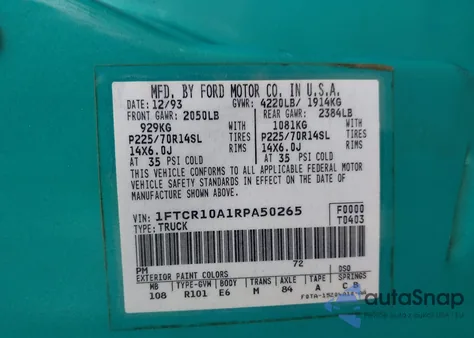 MFD. BY FORD MOTOR CO. IN U.S.A.
DATE: 12/93 GVWR: 4220LB/ 1914KG
FRONT GAWR: 2050LB REAR GAWR: 2384LB
929KG WITH 1081KG WITH
P225/70R14SL TIRES P225/70R14SL TIRES
14X6.0J RIMS 14X6.0J RIMS
AT 35 PSI COLD AT 35 PSI COLD
THIS VEHICLE CONFORMS TO ALL APPLICABLE FEDERAL MOTOR
VEHICLE SAFETY STANDARDS IN EFFECT ON THE DATE OF
MANUFACTURE SHOWN ABOVE.
VIN: 1FTCR10A1RPA50265 F0000
TYPE: TRUCK T0403
PM 72
EXTERIOR PAINT COLORS DSO
MB TYPE-GVW BODY TRANS AXLE TAPE SPRINGS
108 R101 E6 M 84 A C B
autoSnap